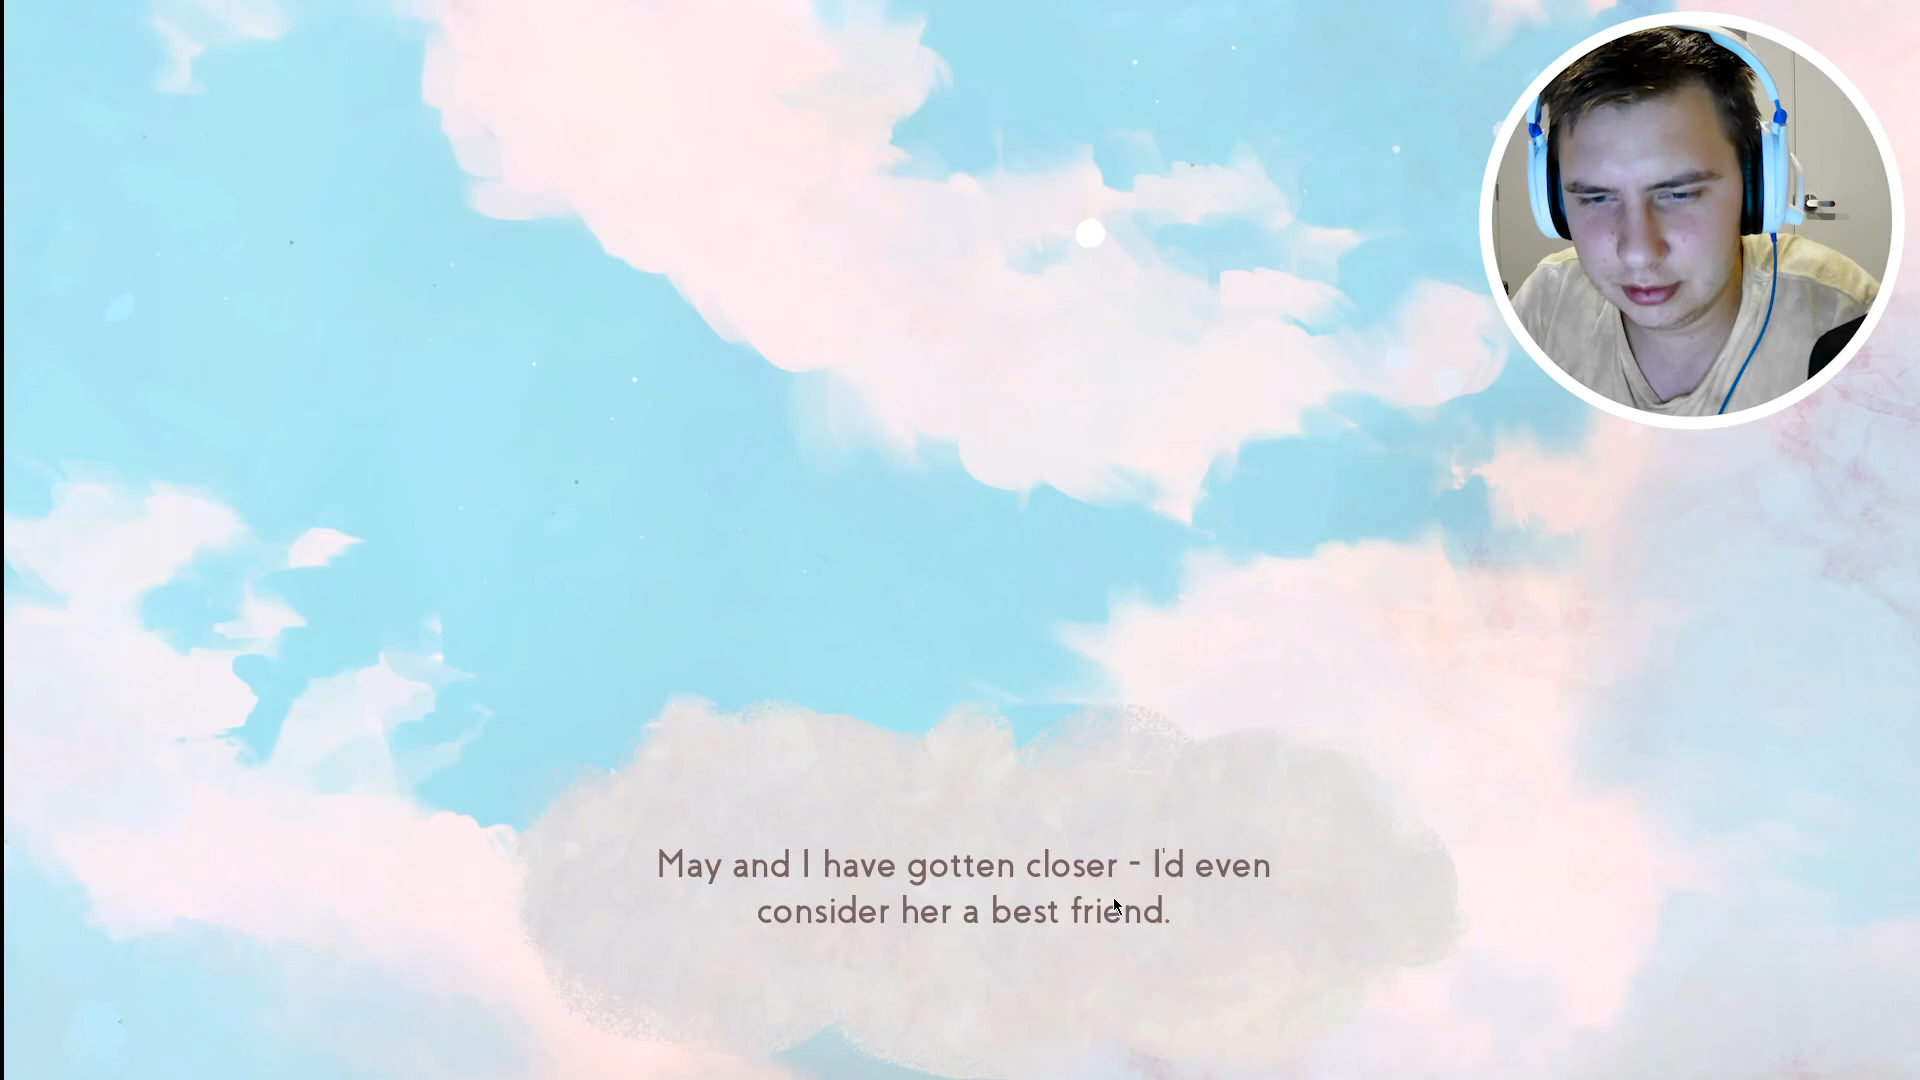 May and I have gotten closer - I'd even
consider her a best friend.